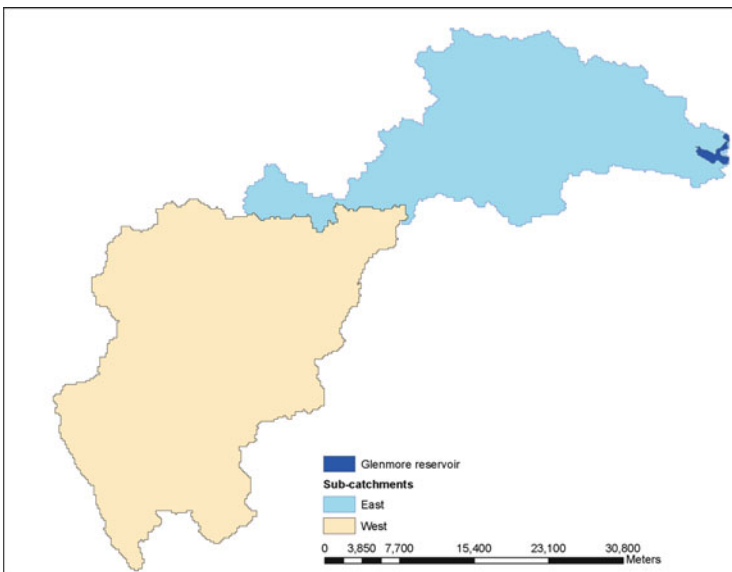 Glenmore reservoir
Sub-catchments
East
West
0 3,850 7,700 15,400 23,100 30,800
Meters